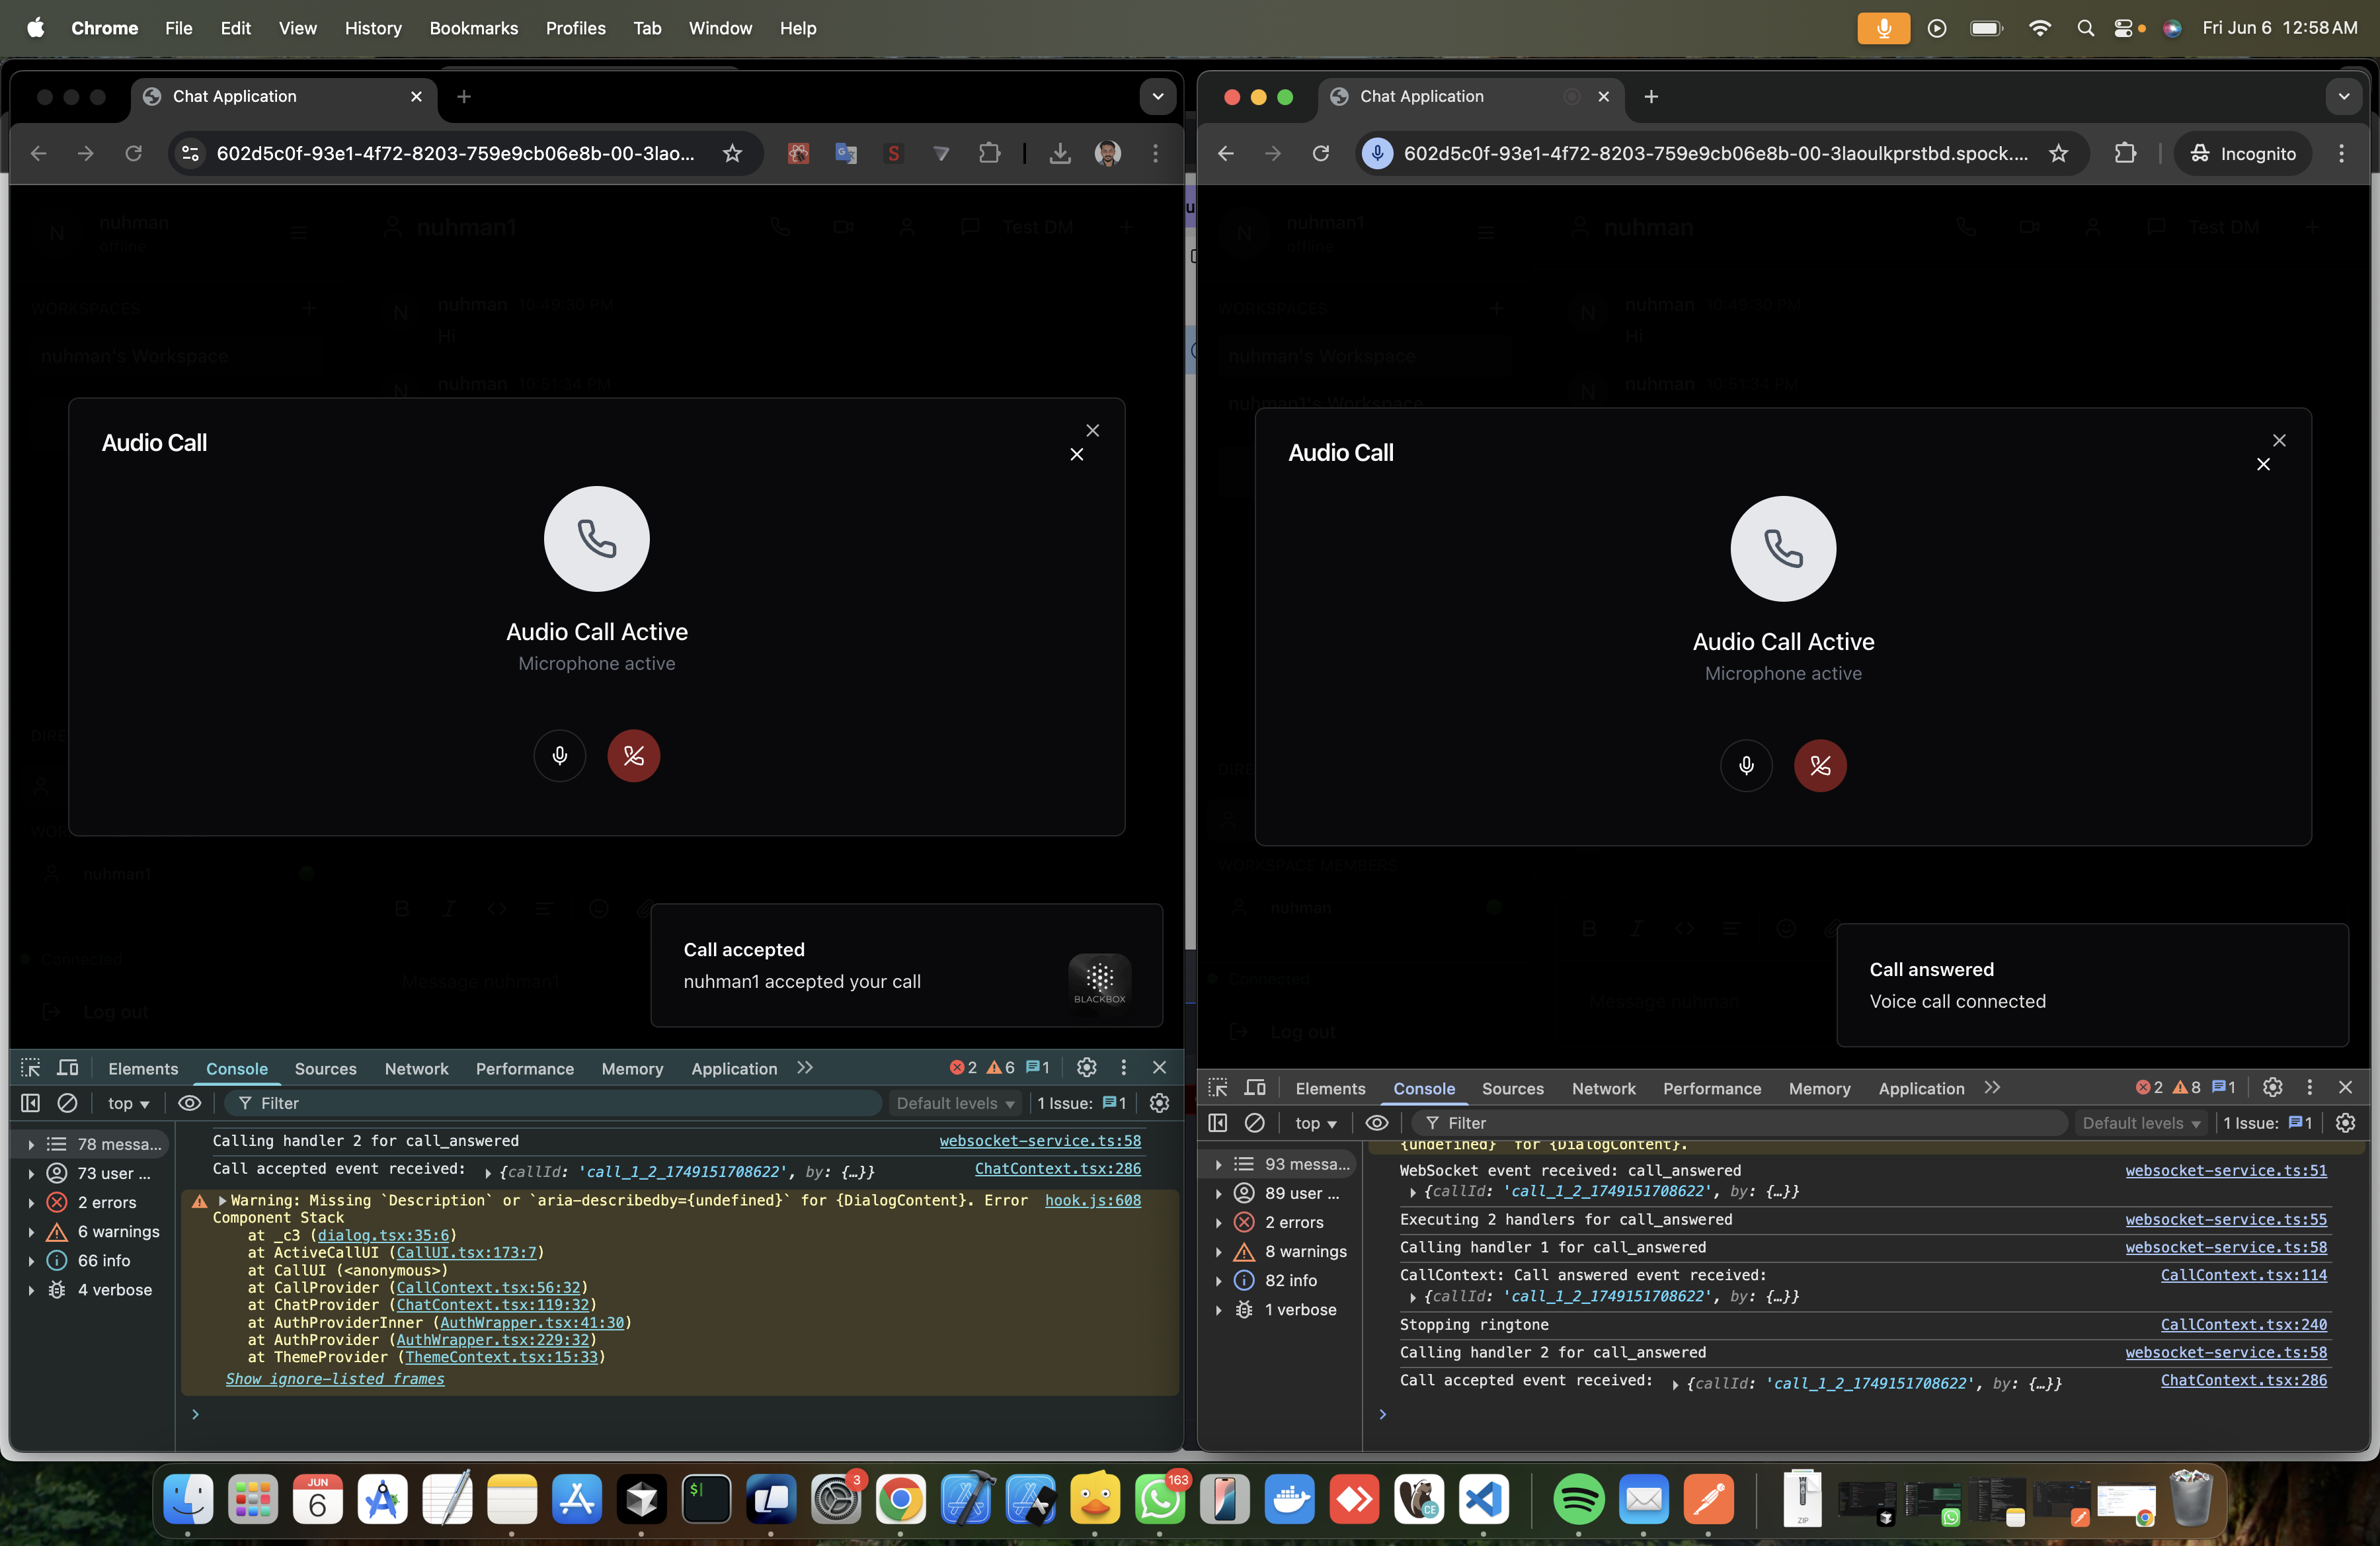 Chrome File Edit View History Bookmarks Profiles Tab Window Help
Fri Jun 6 12:58 AM
Chat Application
602d5c0f-93e1-4f72-8203-759e9cb06e8b-00-3lao...
N
nuhman
offline
nuhman1
Test DM
WORKSPACES
nuhman 10:49:30 PM
N
Hi
nuhman's Workspace
nuhman 10:51:34 PM
N
Audio Call
Audio Call Active
Microphone active
DIRE
WO
nuhman1
Connected
Message nuhman1
Log out
Call accepted
nuhman1 accepted your call
BLACKBOX
Elements Console Sources Network Performance Memory Application 2 6 1
top Filter Default levels 1 Issue: 1
78 messa...
73 user ...
2 errors
6 warnings
66 info
4 verbose
Calling handler 2 for call_answered websocket-service.ts:58
Call accepted event received: {callId: 'call_1_2_1749151708622', by: {…}} ChatContext.tsx:286
Warning: Missing `Description` or `aria-describedby={undefined}` for {DialogContent}. Error hook.js:608
Component Stack
at _c3 (dialog.tsx:35:6)
at ActiveCallUI (CallUI.tsx:173:7)
at CallUI (<anonymous>)
at CallProvider (CallContext.tsx:56:32)
at ChatProvider (ChatContext.tsx:119:32)
at AuthProviderInner (AuthWrapper.tsx:41:30)
at AuthProvider (AuthWrapper.tsx:229:32)
at ThemeProvider (ThemeContext.tsx:15:33)
Show ignore-listed frames
Chat Application
602d5c0f-93e1-4f72-8203-759e9cb06e8b-00-3laoulkprstbd.spock....
Incognito
N
nuhman1
offline
nuhman
Test DM
WORKSPACES
nuhman 10:49:30 PM
N
Hi
nuhman's Workspace
nuhman 10:51:34 PM
N
nuhman1's Workspace
Audio Call
Audio Call Active
Microphone active
DIRE
WORKSPACE MEMBERS
nuhman
Connected
Message nuhman
Log out
Call answered
Voice call connected
Elements Console Sources Network Performance Memory Application 2 8 1
top Filter Default levels 1 Issue: 1
93 messa...
89 user ...
2 errors
8 warnings
82 info
1 verbose
{undefined}` for {DialogContent}.
WebSocket event received: call_answered websocket-service.ts:51
{callId: 'call_1_2_1749151708622', by: {…}}
Executing 2 handlers for call_answered websocket-service.ts:55
Calling handler 1 for call_answered websocket-service.ts:58
CallContext: Call answered event received: CallContext.tsx:114
{callId: 'call_1_2_1749151708622', by: {…}}
Stopping ringtone CallContext.tsx:240
Calling handler 2 for call_answered websocket-service.ts:58
Call accepted event received: {callId: 'call_1_2_1749151708622', by: {…}} ChatContext.tsx:286
JUN
6
3
163
CE
ZIP